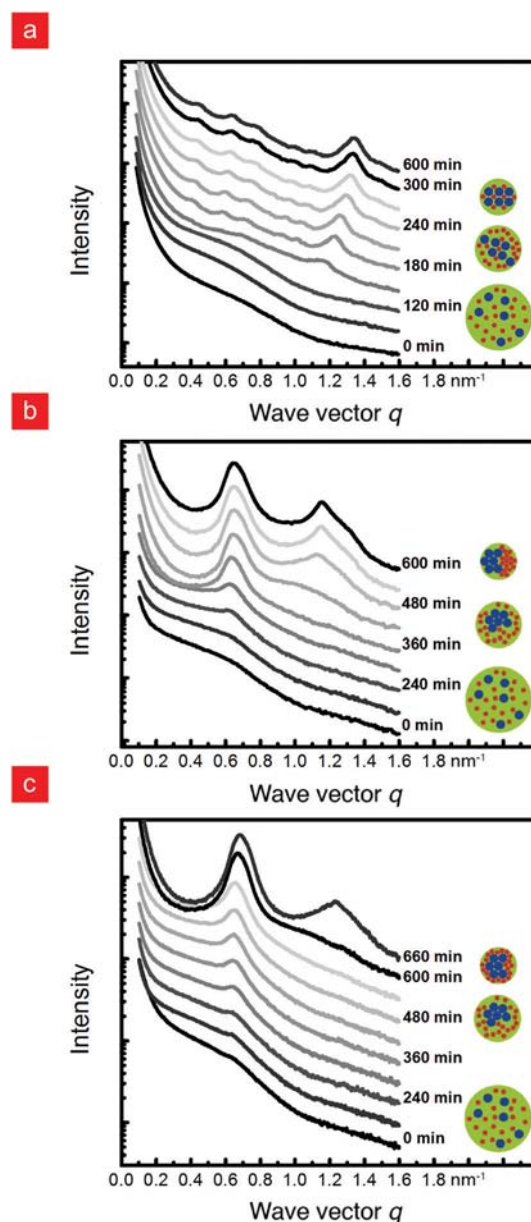 a
Intensity
600 min
300 min
240 min
180 min
120 min
0 min
0.0 0.2 0.4 0.6 0.8 1.0 1.2 1.4 1.6 1.8 nm⁻¹
Wave vector q
b
Intensity
600 min
480 min
360 min
240 min
0 min
0.0 0.2 0.4 0.6 0.8 1.0 1.2 1.4 1.6 1.8 nm⁻¹
Wave vector q
c
Intensity
660 min
600 min
480 min
360 min
240 min
0 min
0.0 0.2 0.4 0.6 0.8 1.0 1.2 1.4 1.6 1.8 nm⁻¹
Wave vector q